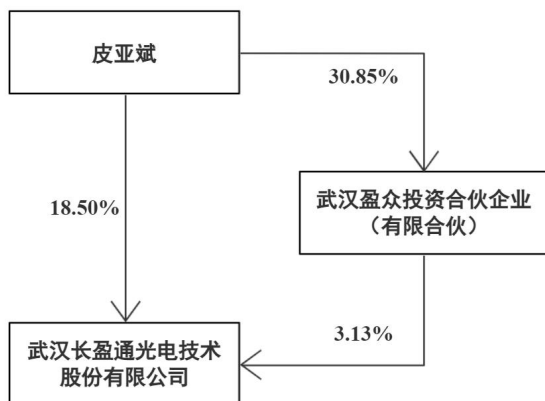 皮亚斌
30.85%
武汉盈众投资合伙企业
（有限合伙）
18.50%
3.13%
武汉长盈通光电技术
股份有限公司